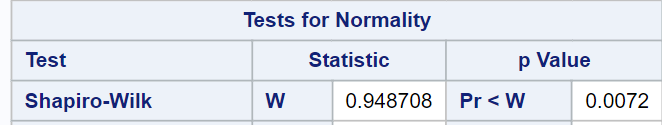 Tests for Normality
Test Statistic p Value
Shapiro-Wilk W 0.948708 Pr < W 0.0072